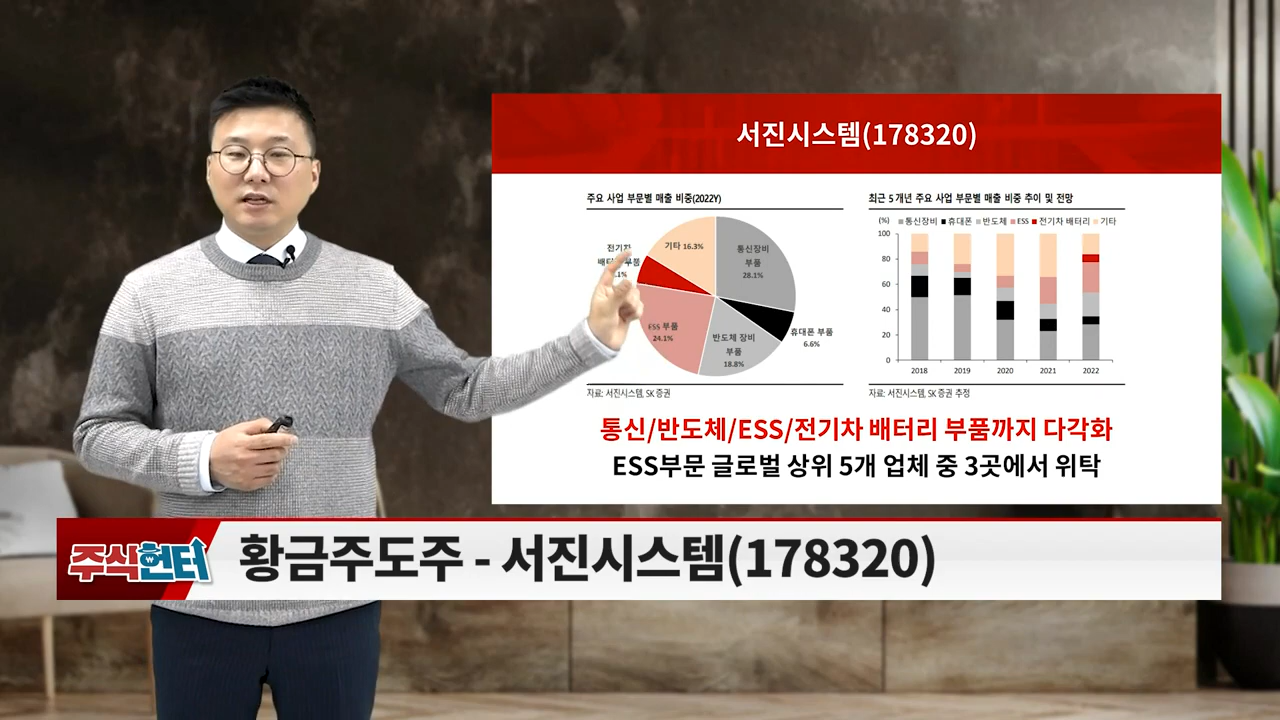 서진시스템(178320)
주요 사업 부문별 매출 비중(2022Y)
기타 16.3%
통신장비
부품
28.1%
전기차
부품
휴대폰 부품
6.6%
ESS 부품
24.1%
반도체 장비
부품
18.8%
자료: 서진시스템, SK 증권
최근 5개년 주요 사업 부문별 매출 비중 추이 및 전망
(%)
통신장비 휴대폰 반도체 ESS 전기차 배터리 기타
100
80
60
40
20
0
2018 2019 2020 2021 2022
자료: 서진시스템, SK 증권 추정
통신/반도체/ESS/전기차 배터리 부품까지 다각화
ESS부문 글로벌 상위 5개 업체 중 3곳에서 위탁
주식헌터
황금주도주 - 서진시스템(178320)